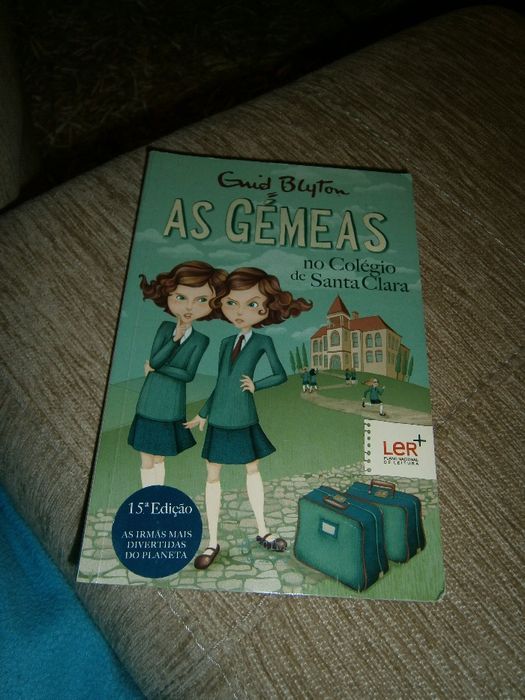 Enid Blyton
AS GÉMEAS
no Colégio
de Santa Clara
LER+
PLANO NACIONAL
DE LEITURA
15.ª Edição
AS IRMÃS MAIS
DIVERTIDAS
DO PLANETA